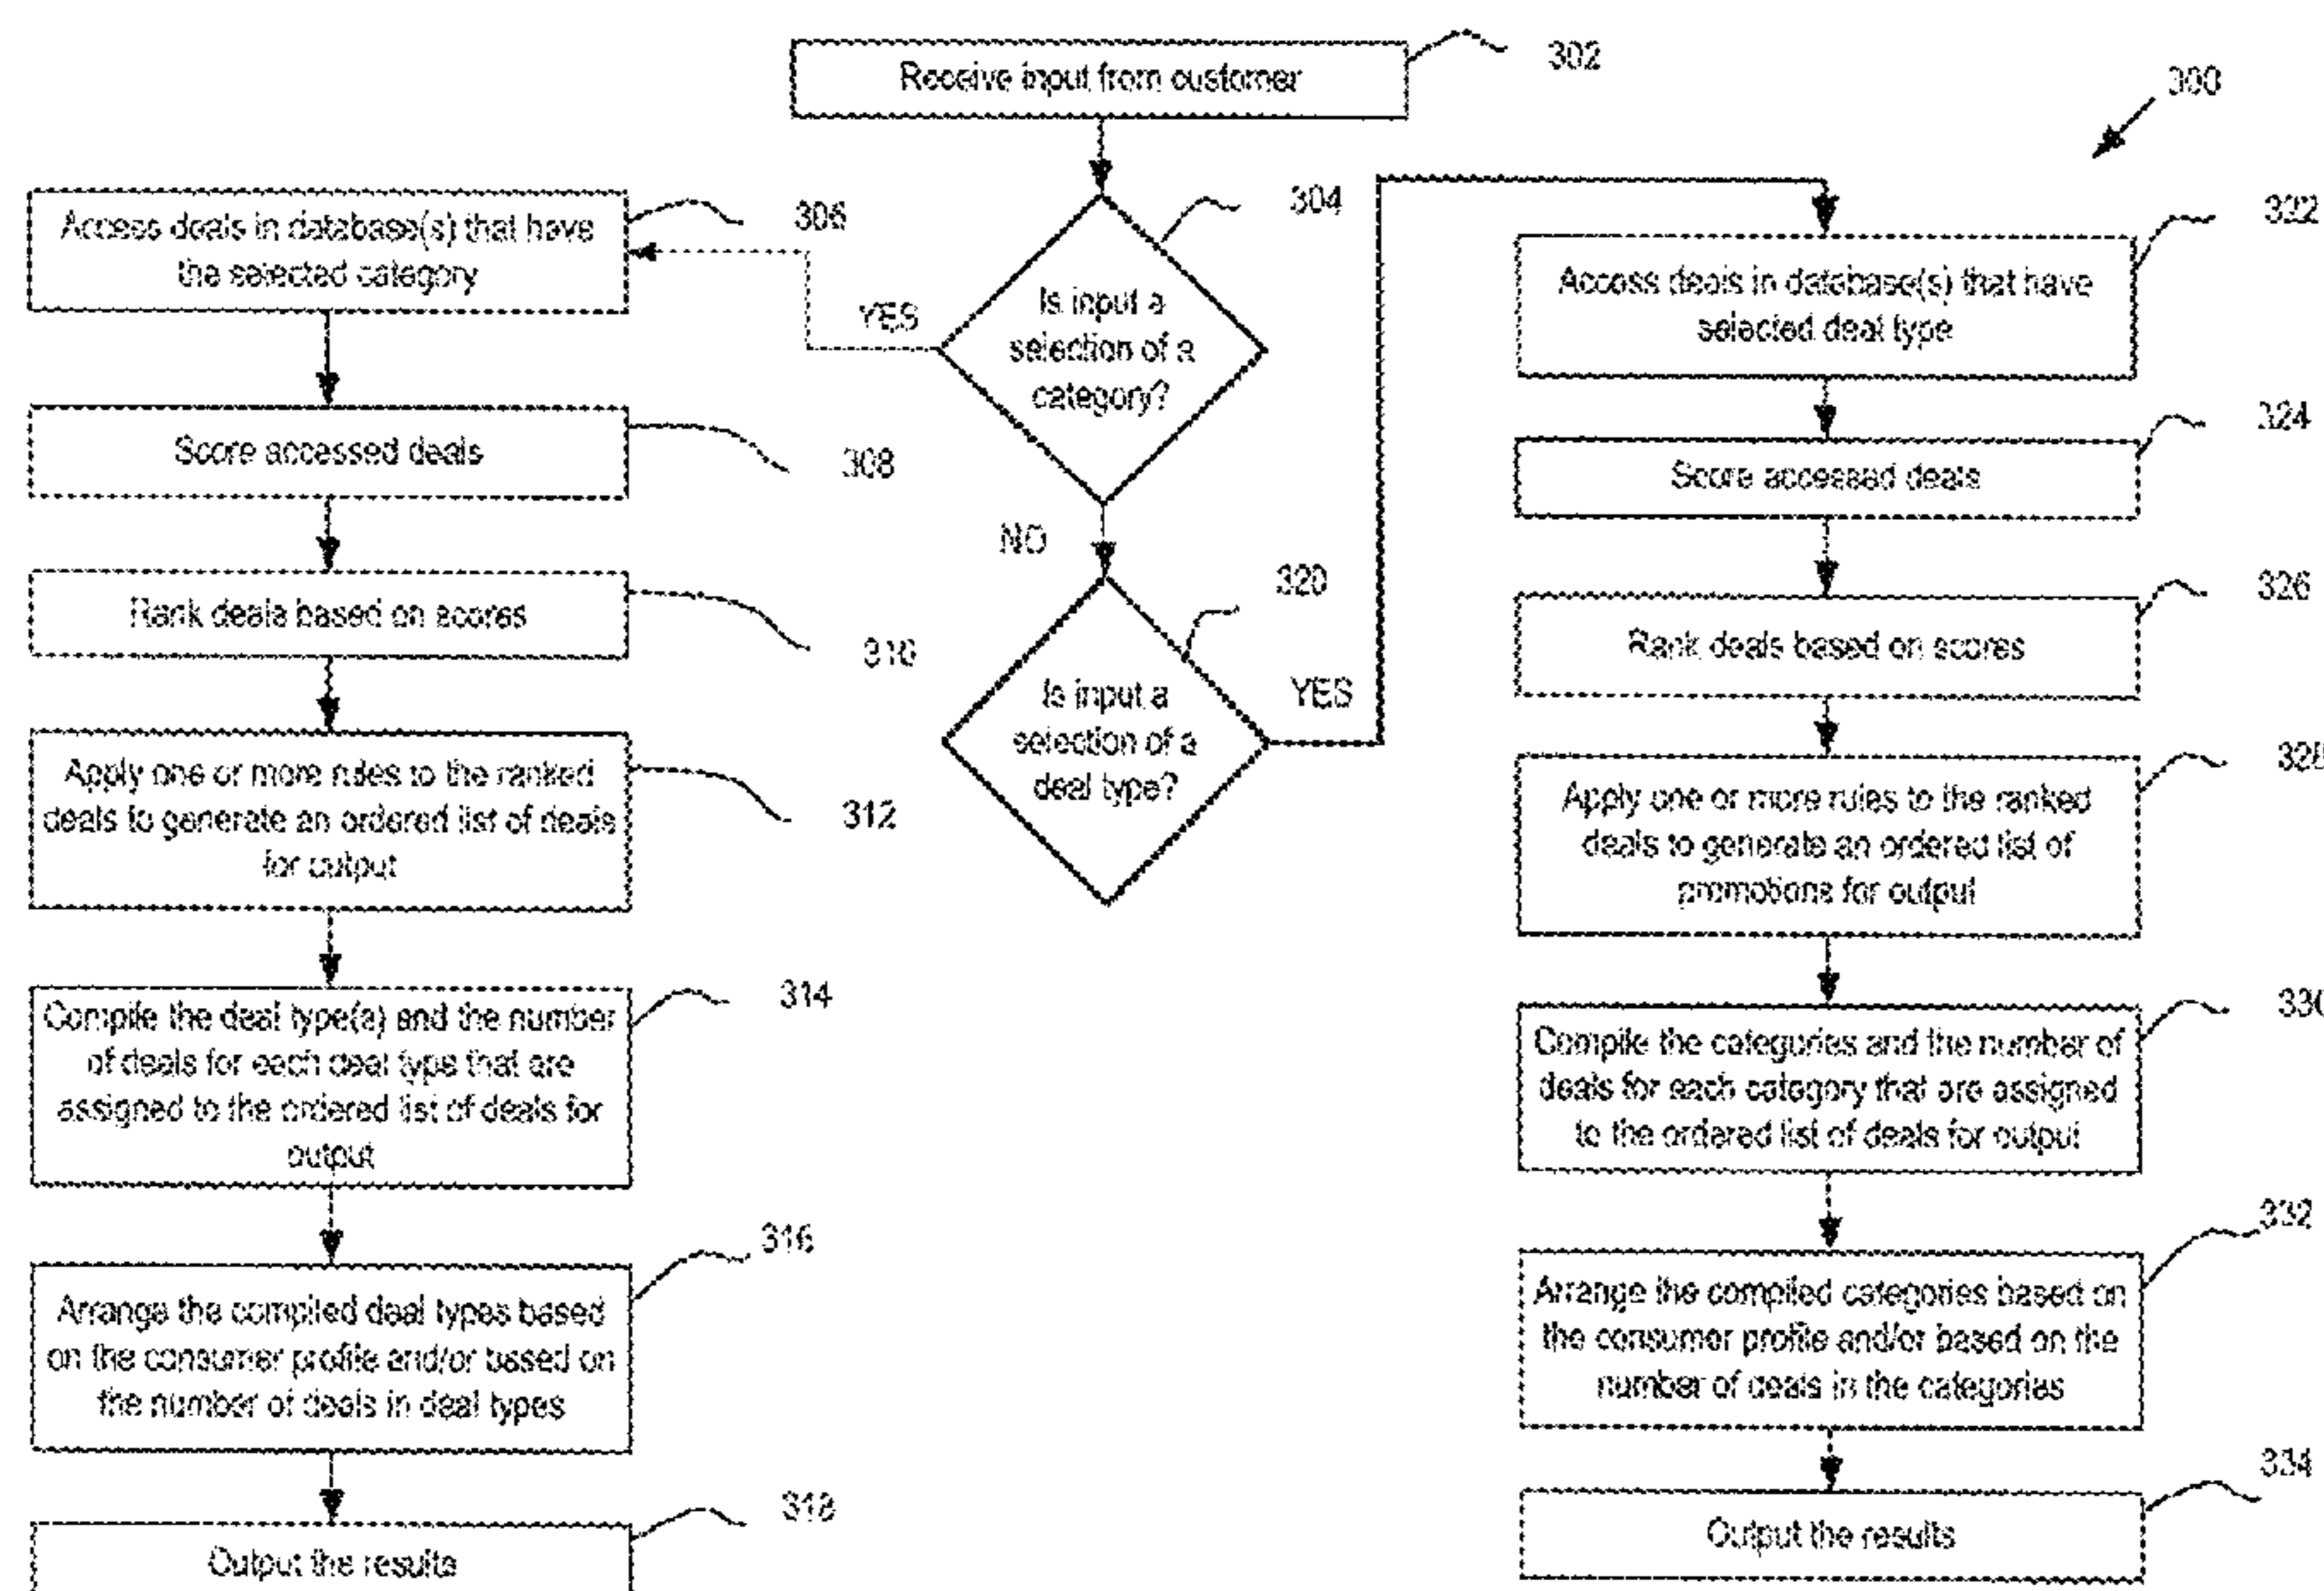 Receive input from customer
302
300
Is input a
selection of a
category?
304
YES
NO
Access deals in database(s) that have
the selected category
306
Score accessed deals
308
Rank deals based on scores
310
Apply one or more rules to the ranked
deals to generate an ordered list of deals
for output
312
Compile the deal type(s) and the number
of deals for each deal type that are
assigned to the ordered list of deals for
output
314
Arrange the compiled deal types based
on the consumer profile and/or based on
the number of deals in deal types
316
Output the results
318
Is input a
selection of a
deal type?
320
YES
Access deals in database(s) that have
selected deal type
322
Score accessed deals
324
Rank deals based on scores
326
Apply one or more rules to the ranked
deals to generate an ordered list of
promotions for output
328
Compile the categories and the number of
deals for each category that are assigned
to the ordered list of deals for output
330
Arrange the compiled categories based on
the consumer profile and/or based on the
number of deals in the categories
332
Output the results
334